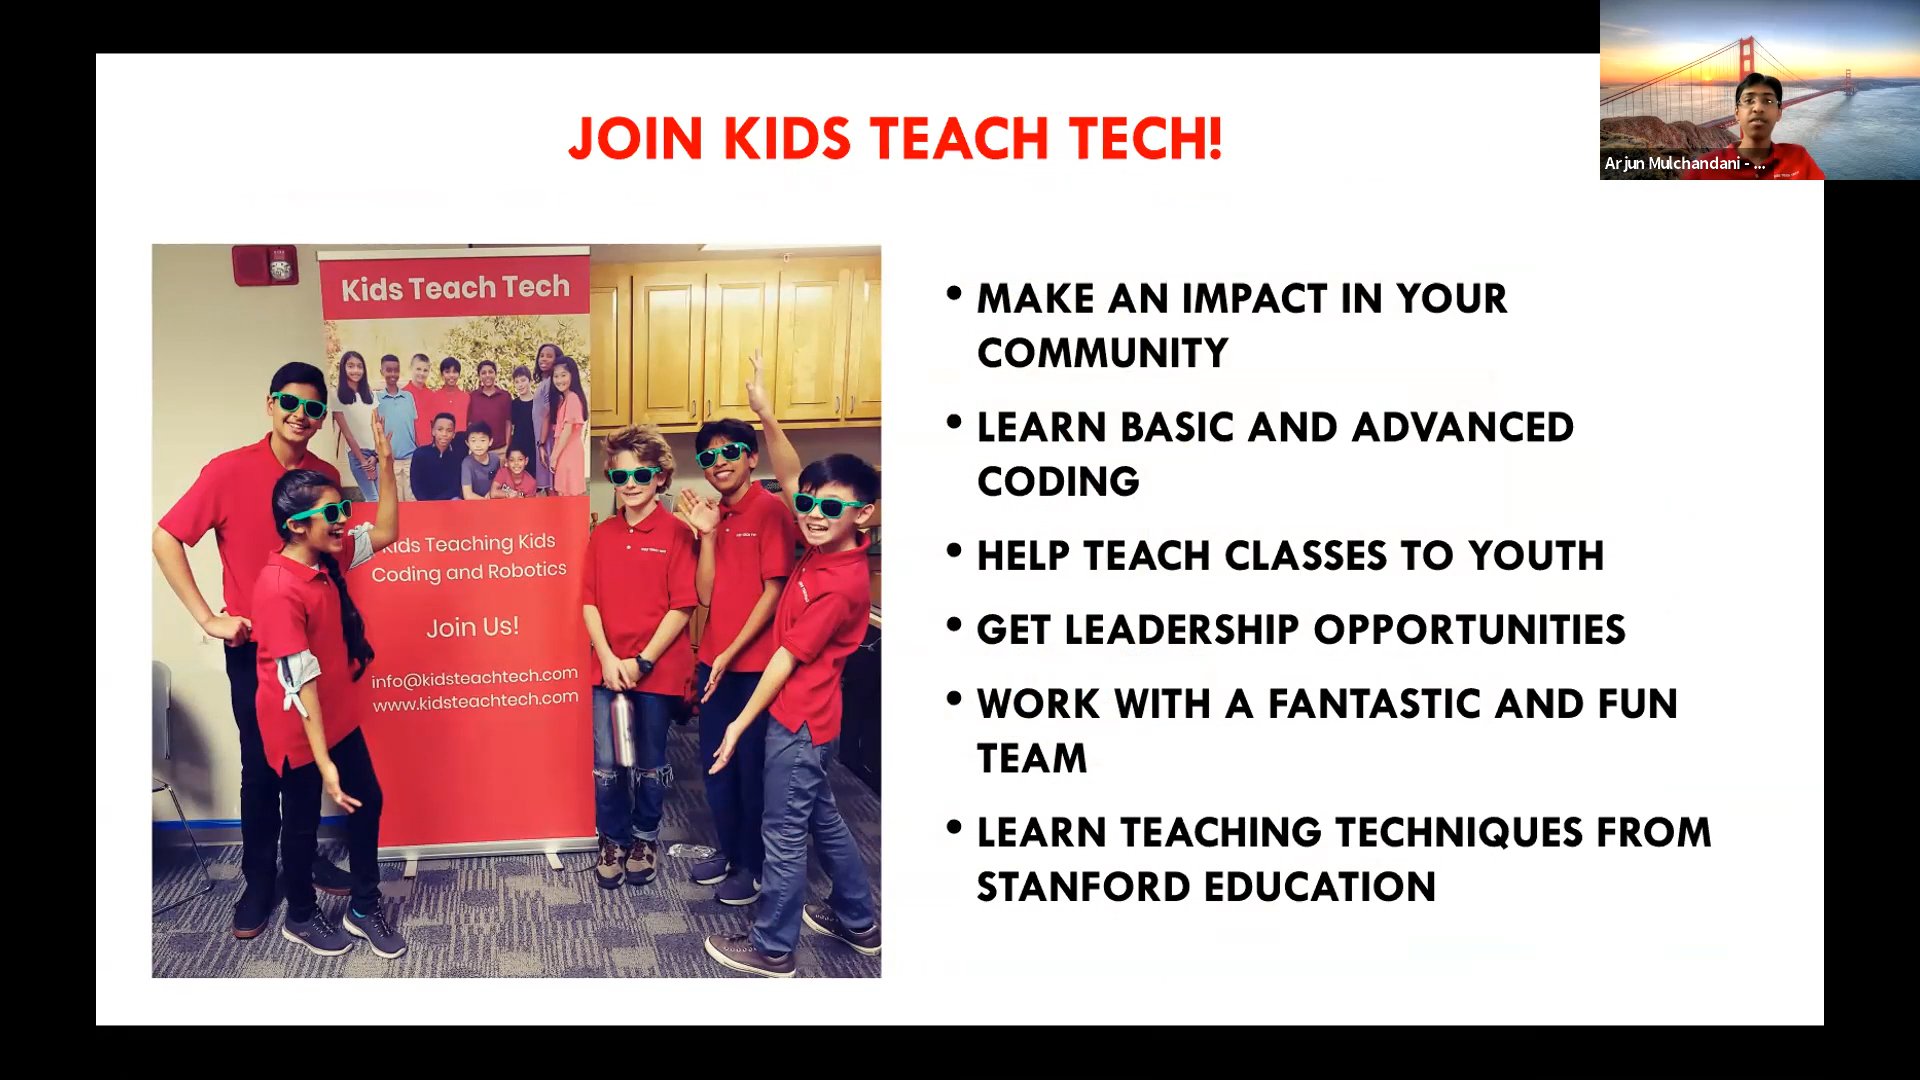 JOIN KIDS TEACH TECH!
Arjun Mulchandani - ...
Kids Teach Tech
Kids Teaching Kids
Coding and Robotics
Join Us!
info@kidsteachtech.com
www.kidsteachtech.com
• MAKE AN IMPACT IN YOUR
COMMUNITY
• LEARN BASIC AND ADVANCED
CODING
• HELP TEACH CLASSES TO YOUTH
• GET LEADERSHIP OPPORTUNITIES
• WORK WITH A FANTASTIC AND FUN
TEAM
• LEARN TEACHING TECHNIQUES FROM
STANFORD EDUCATION